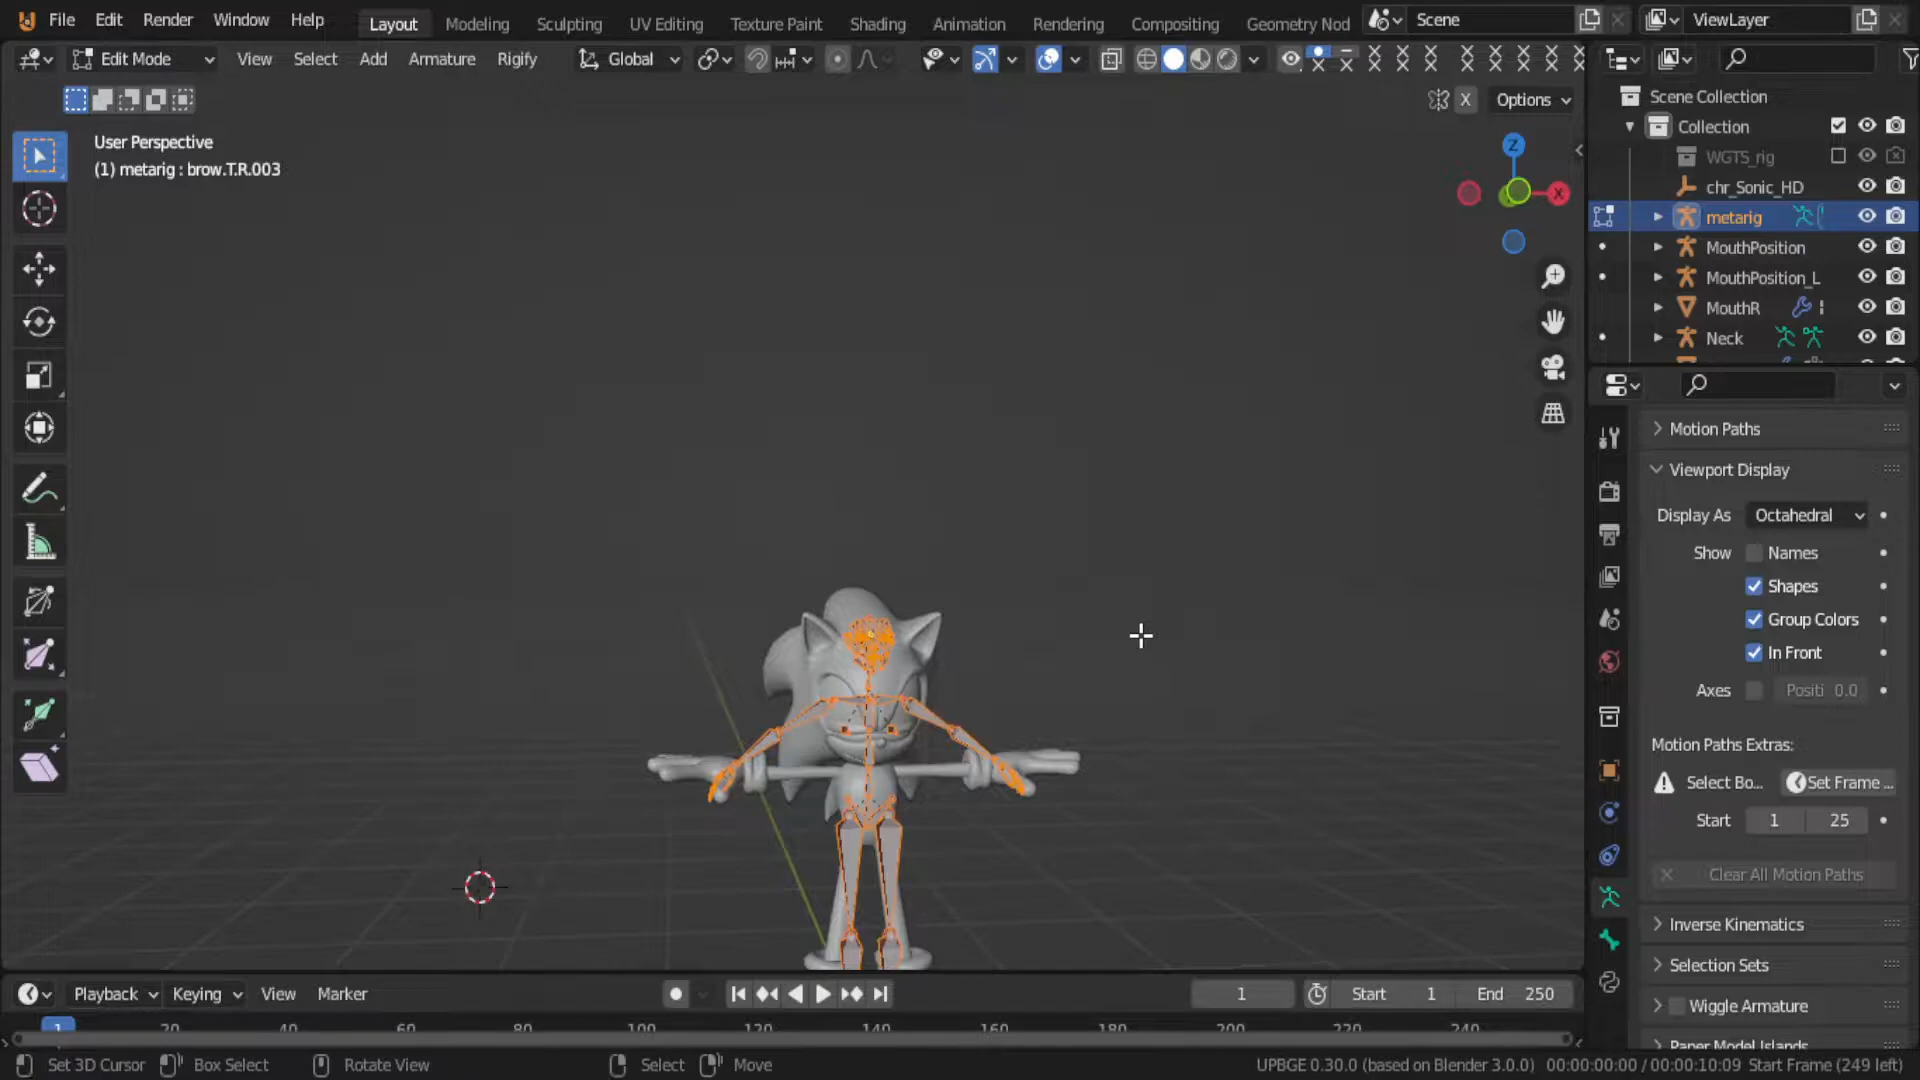 File Edit Render Window Help Layout Modeling Sculpting UV Editing Texture Paint Shading Animation Rendering Compositing Geometry Nod Scene ViewLayer
Edit Mode View Select Add Armature Rigify Global
X Options
User Perspective
(1) metarig : brow.T.R.003
Z
X
Scene Collection
Collection
WGTS_rig
chr_Sonic_HD
metarig
MouthPosition
MouthPosition_L
MouthR
Neck
Motion Paths
Viewport Display
Display As Octahedral
Show Names
Shapes
Group Colors
In Front
Axes Positi 0.0
Motion Paths Extras:
Select Bo... Set Frame ...
Start 1 25
Clear All Motion Paths
Inverse Kinematics
Selection Sets
Wiggle Armature
Paper Model Islands
Playback Keying View Marker 1 Start 1 End 250
1 20 40 60 80 100 120 140 160 180 200 220 240
Set 3D Cursor Box Select Rotate View Select Move UPBGE 0.30.0 (based on Blender 3.0.0) 00:00:00:00 / 00:00:10:09 Start Frame (249 left)